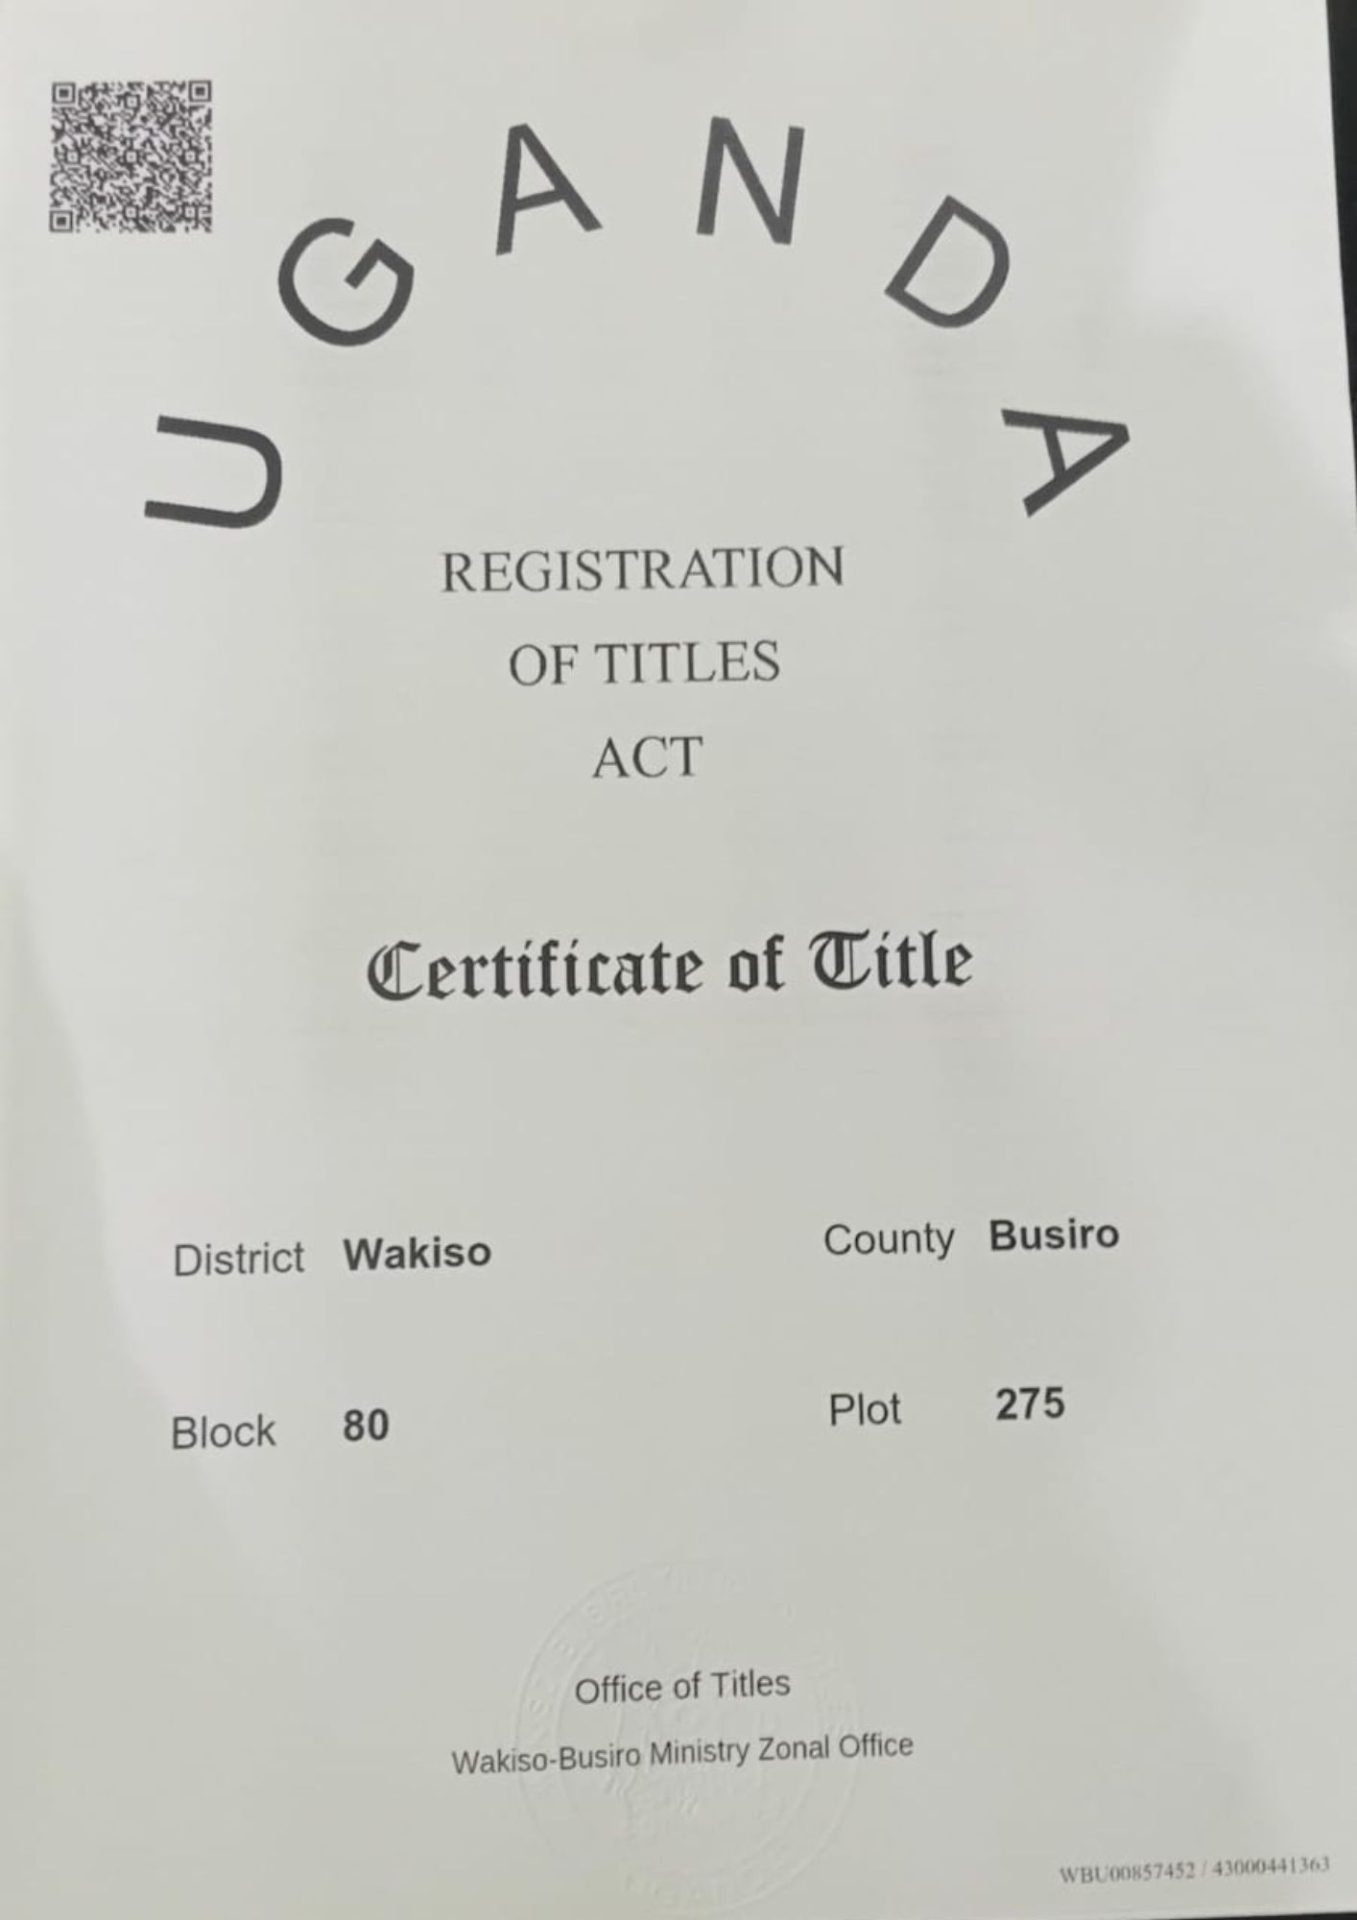 UGANDA
REGISTRATION
OF TITLES
ACT
Certificate of Title
District Wakiso County Busiro
Block 80 Plot 275
Office of Titles
Wakiso-Busiro Ministry Zonal Office
WBU00857452 / 43000441363